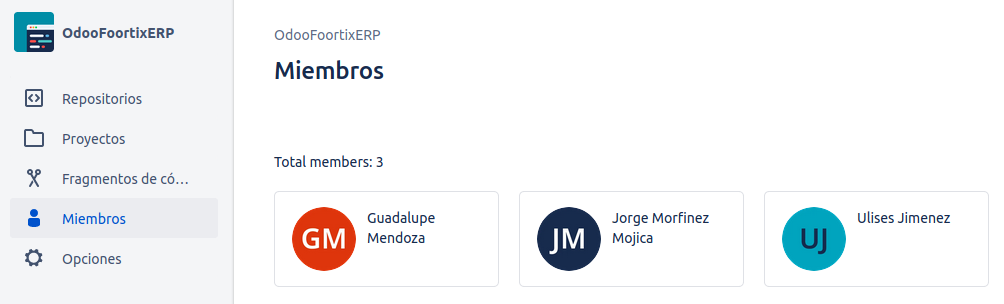 OdooFoortixERP
Repositorios
Proyectos
Fragmentos de có...
Miembros
Opciones
OdooFoortixERP
Miembros
Total members: 3
GM
Guadalupe
Mendoza
JM
Jorge Morfinez
Mojica
UJ
Ulises Jimenez